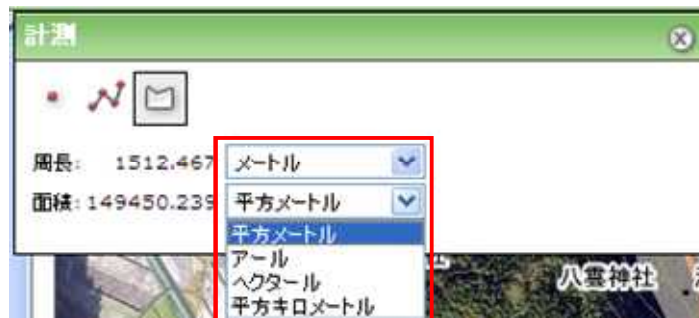 計測
周長: 1512.467 メートル
面積: 149450.239 平方メートル
平方メートル
アール
ヘクタール
平方キロメートル
八雲神社